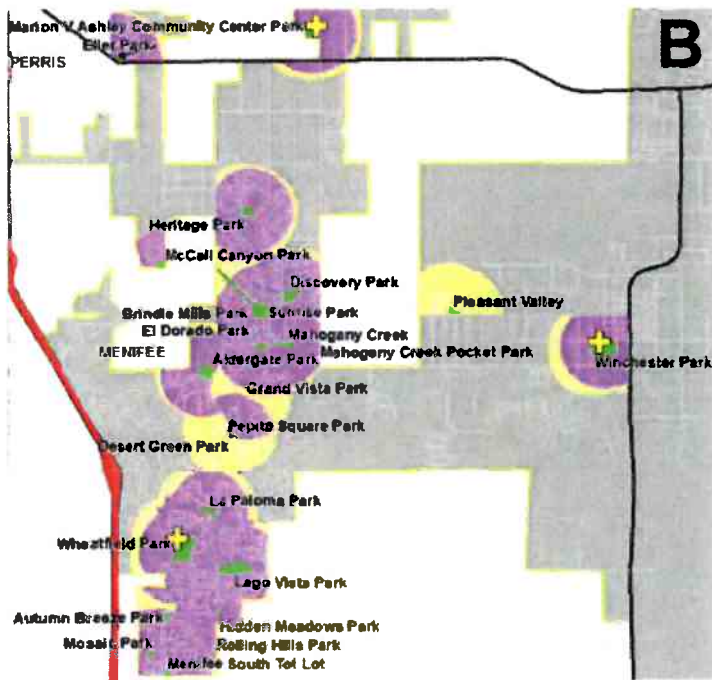 B
Marion V Ashley Community Center Park
Eller Park
PERRIS
Heritage Park
McCall Canyon Park
Discovery Park
Pleasant Valley
Brindle Mills Park
Sunrise Park
El Dorado Park
Mahogany Creek
MENIFEE
Aldergate Park
Mahogany Creek Pocket Park
Winchester Park
Grand Vista Park
Pepita Square Park
Desert Green Park
La Paloma Park
Wheatfield Park
Lago Vista Park
Autumn Breeze Park
Hidden Meadows Park
Mosaic Park
Rolling Hills Park
Menifee South Tot Lot